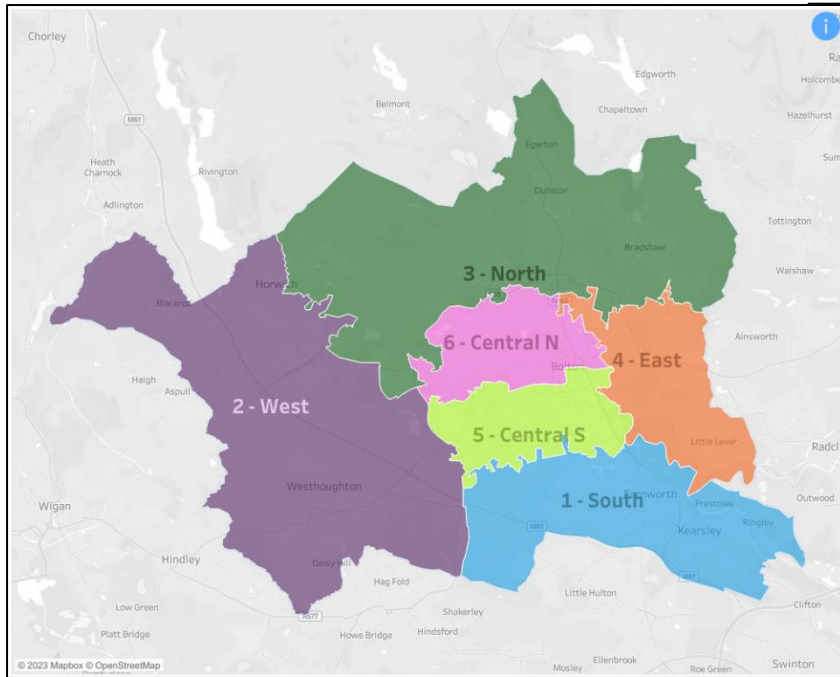 i
Chorley
Ra
Edgworth
Holcombe
Belmont
Chapeltown
Hazelhurst
M61
Egerton
Sum
Heath
Charnock
Rivington
Dunscar
Adlington
Tottington
Bradshaw
3 - North
Walshaw
Horwich
Blackrod
6 - Central N
Ainsworth
Haigh
Bolton
4 - East
Aspull
2 - West
5 - Central S
Little Lever
Radcl
Westhoughton
1 - South
Outwood
Prestolee
Wigan
Ringley
M61
Kearsley
Hindley
Daisy Hill
Hag Fold
M61
Little Hulton
Low Green
Shakerley
Clifton
A577
Platt Bridge
Howe Bridge
Hindsford
Ellenbrook
Swinton
© 2023 Mapbox © OpenStreetMap
Mosley
Roe Green